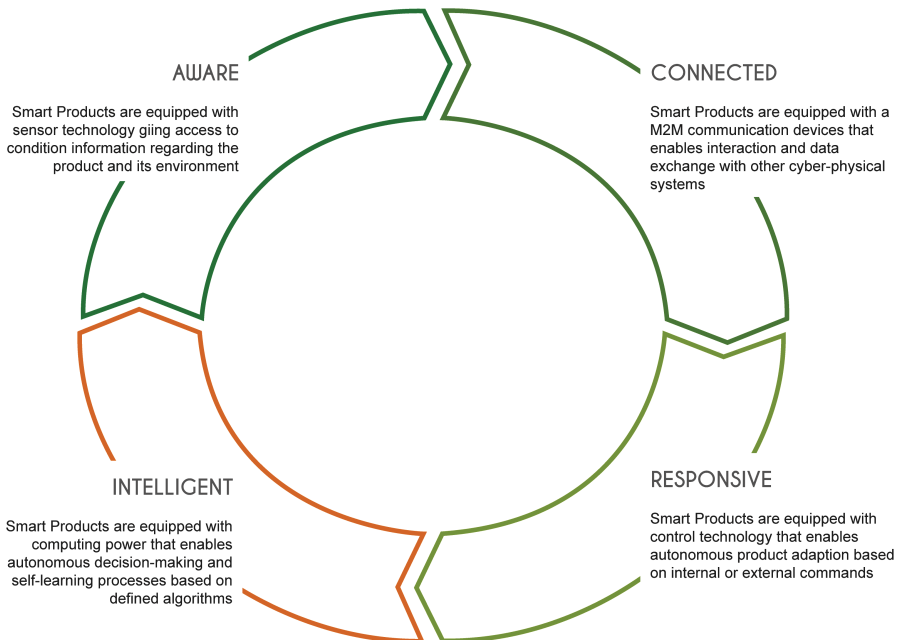 AWARE
Smart Products are equipped with
sensor technology giing access to
condition information regarding the
product and its environment
CONNECTED
Smart Products are equipped with a
M2M communication devices that
enables interaction and data
exchange with other cyber-physical
systems
INTELLIGENT
Smart Products are equipped with
computing power that enables
autonomous decision-making and
self-learning processes based on
defined algorithms
RESPONSIVE
Smart Products are equipped with
control technology that enables
autonomous product adaption based
on internal or external commands